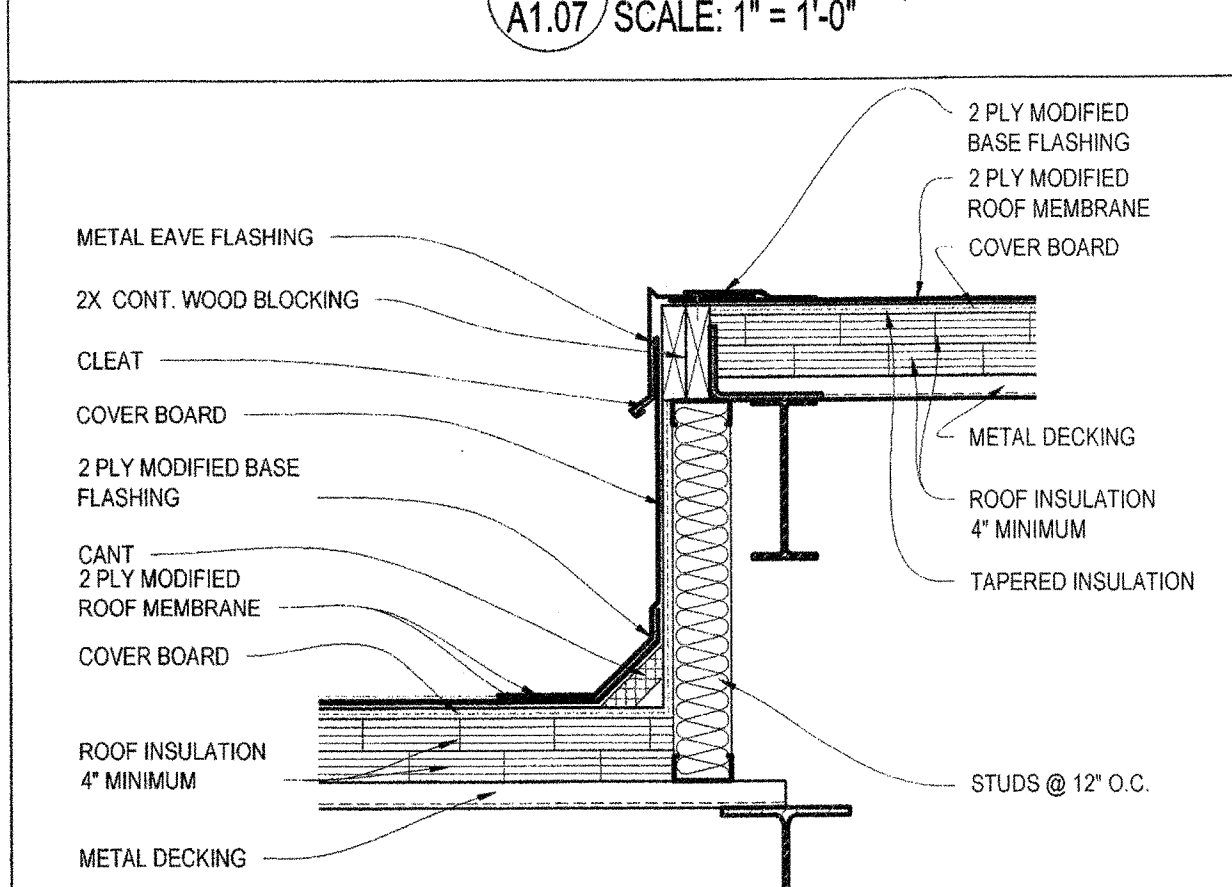 A1.07 SCALE: 1" = 1'-0"
2 PLY MODIFIED
BASE FLASHING
2 PLY MODIFIED
ROOF MEMBRANE
COVER BOARD
METAL EAVE FLASHING
2X CONT. WOOD BLOCKING
CLEAT
COVER BOARD
2 PLY MODIFIED BASE
FLASHING
CANT
2 PLY MODIFIED
ROOF MEMBRANE
COVER BOARD
ROOF INSULATION
4" MINIMUM
METAL DECKING
METAL DECKING
ROOF INSULATION
4" MINIMUM
TAPERED INSULATION
STUDS @ 12" O.C.